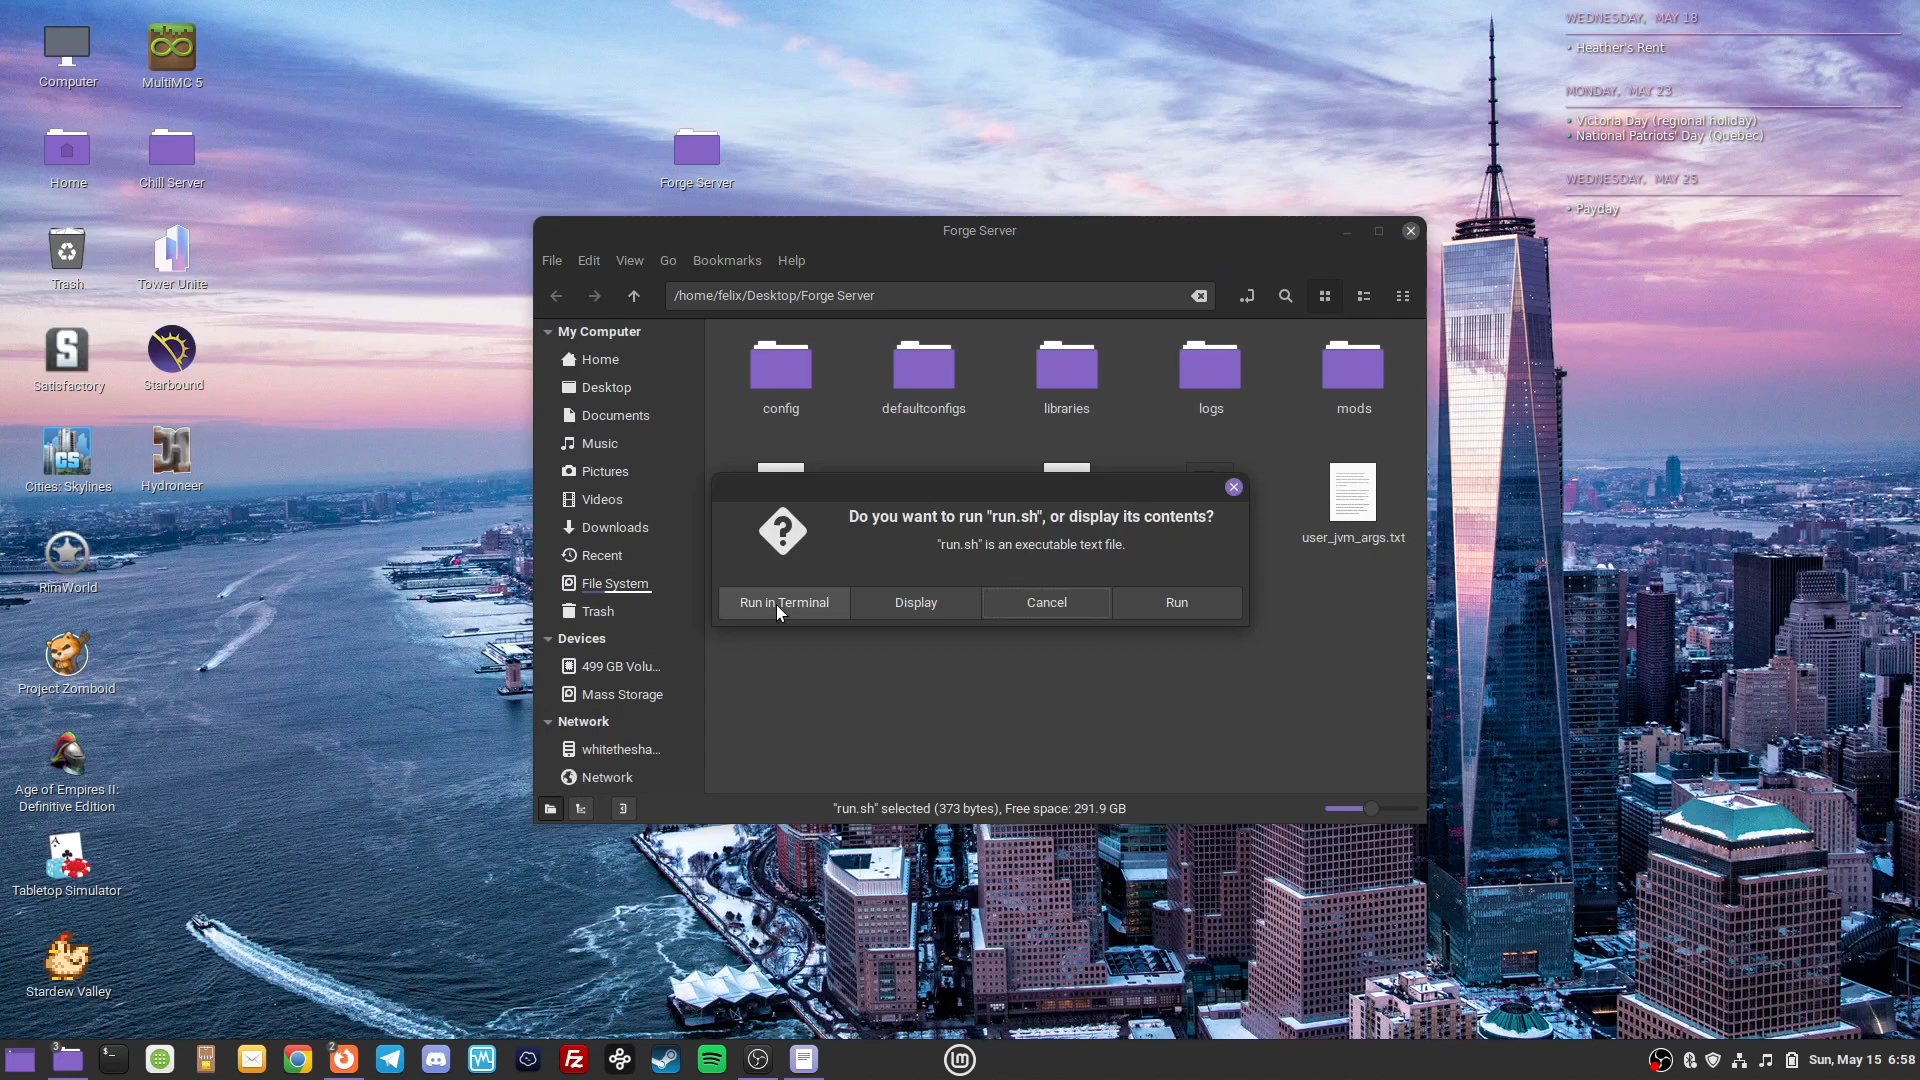 Computer
MultiMC 5
Home
Chill Server
Forge Server
Trash
Tower Unite
Satisfactory
Starbound
Cities: Skylines
Hydroneer
RimWorld
Project Zomboid
Age of Empires II:
Definitive Edition
Tabletop Simulator
Stardew Valley
WEDNESDAY, MAY 18
• Heather's Rent
MONDAY, MAY 23
• Victoria Day (regional holiday)
• National Patriots' Day (Quebec)
WEDNESDAY, MAY 25
• Payday
Forge Server
File Edit View Go Bookmarks Help
/home/felix/Desktop/Forge Server
My Computer
Home
Desktop
Documents
Music
Pictures
Videos
Downloads
Recent
File System
Trash
Devices
499 GB Volu...
Mass Storage
Network
whitethesha...
Network
config
defaultconfigs
libraries
logs
mods
user_jvm_args.txt
Do you want to run "run.sh", or display its contents?
"run.sh" is an executable text file.
Run in Terminal
Display
Cancel
Run
"run.sh" selected (373 bytes), Free space: 291.9 GB
3
2
Sun, May 15 6:58